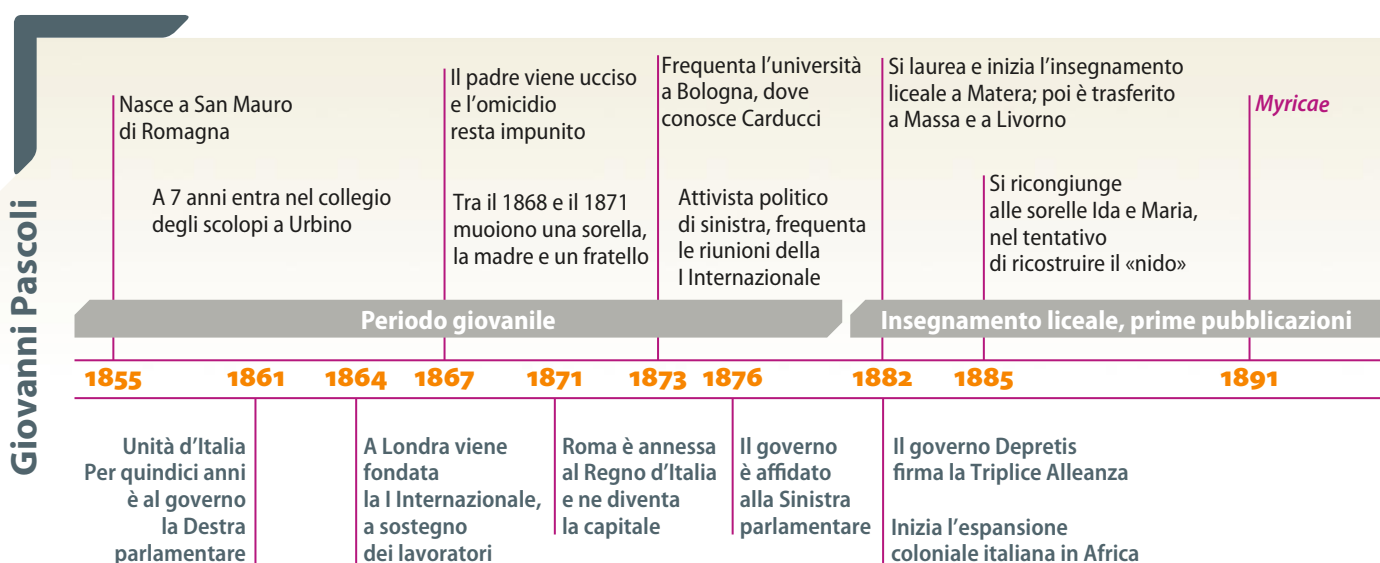 Giovanni Pascoli
Nasce a San Mauro
di Romagna
A 7 anni entra nel collegio
degli scolopi a Urbino
Il padre viene ucciso
e l’omicidio
resta impunito
Tra il 1868 e il 1871
muoiono una sorella,
la madre e un fratello
Frequenta l’università
a Bologna, dove
conosce Carducci
Attivista politico
di sinistra, frequenta
le riunioni della
I Internazionale
Si laurea e inizia l’insegnamento
liceale a Matera; poi è trasferito
a Massa e a Livorno
Si ricongiunge
alle sorelle Ida e Maria,
nel tentativo
di ricostruire il «nido»
Myricae
Periodo giovanile
Insegnamento liceale, prime pubblicazioni
1855 1861 1864 1867 1871 1873 1876 1882 1885 1891
Unità d’Italia
Per quindici anni
è al governo
la Destra
parlamentare
A Londra viene
fondata
la I Internazionale,
a sostegno
dei lavoratori
Roma è annessa
al Regno d’Italia
e ne diventa
la capitale
Il governo
è affidato
alla Sinistra
parlamentare
Il governo Depretis
firma la Triplice Alleanza
Inizia l’espansione
coloniale italiana in Africa